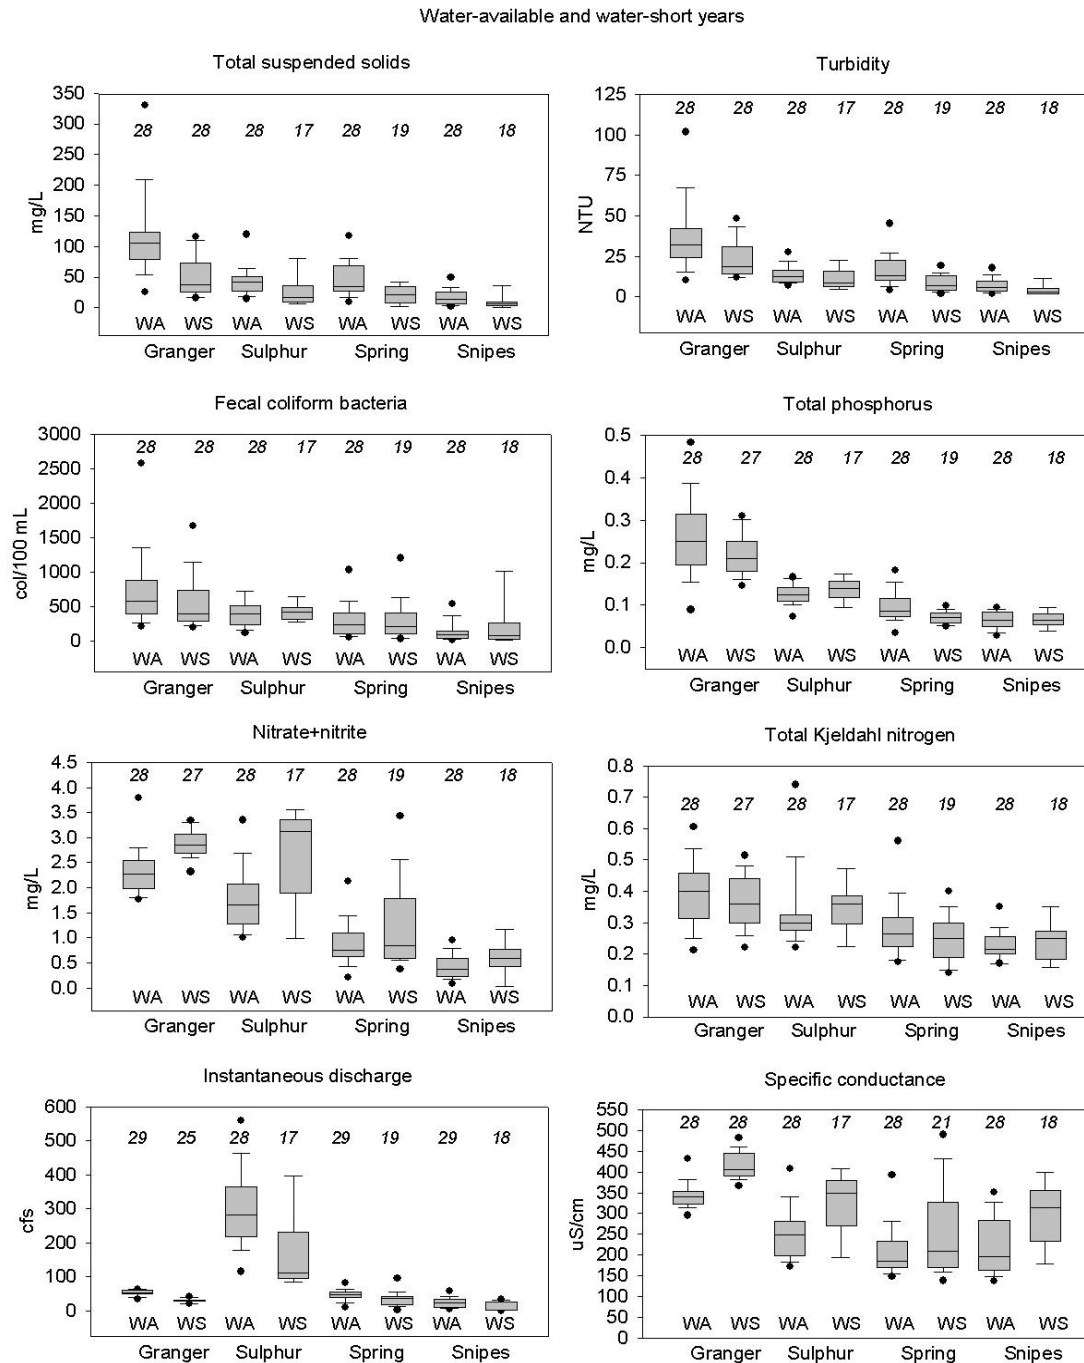 Water-available and water-short years
Total suspended solids
350
300
250
200
150
100
50
0
mg/L
28 28 28 17 28 19 28 18
WA WS WA WS WA WS WA WS
Granger Sulphur Spring Snipes
Turbidity
125
100
75
50
25
0
NTU
28 28 28 17 28 19 28 18
WA WS WA WS WA WS WA WS
Granger Sulphur Spring Snipes
Fecal coliform bacteria
3000
2500
2000
1500
1000
500
0
col/100 mL
28 28 28 17 28 19 28 18
WA WS WA WS WA WS WA WS
Granger Sulphur Spring Snipes
Total phosphorus
0.5
0.4
0.3
0.2
0.1
0.0
mg/L
28 27 28 17 28 19 28 18
WA WS WA WS WA WS WA WS
Granger Sulphur Spring Snipes
Nitrate+nitrite
4.5
4.0
3.5
3.0
2.5
2.0
1.5
1.0
0.5
0.0
mg/L
28 27 28 17 28 19 28 18
WA WS WA WS WA WS WA WS
Granger Sulphur Spring Snipes
Total Kjeldahl nitrogen
0.8
0.7
0.6
0.5
0.4
0.3
0.2
0.1
0.0
mg/L
28 27 28 17 28 19 28 18
WA WS WA WS WA WS WA WS
Granger Sulphur Spring Snipes
Instantaneous discharge
600
500
400
300
200
100
0
cfs
29 25 28 17 29 19 29 18
WA WS WA WS WA WS WA WS
Granger Sulphur Spring Snipes
Specific conductance
550
500
450
400
350
300
250
200
150
100
50
0
uS/cm
28 28 28 17 28 21 28 18
WA WS WA WS WA WS WA WS
Granger Sulphur Spring Snipes